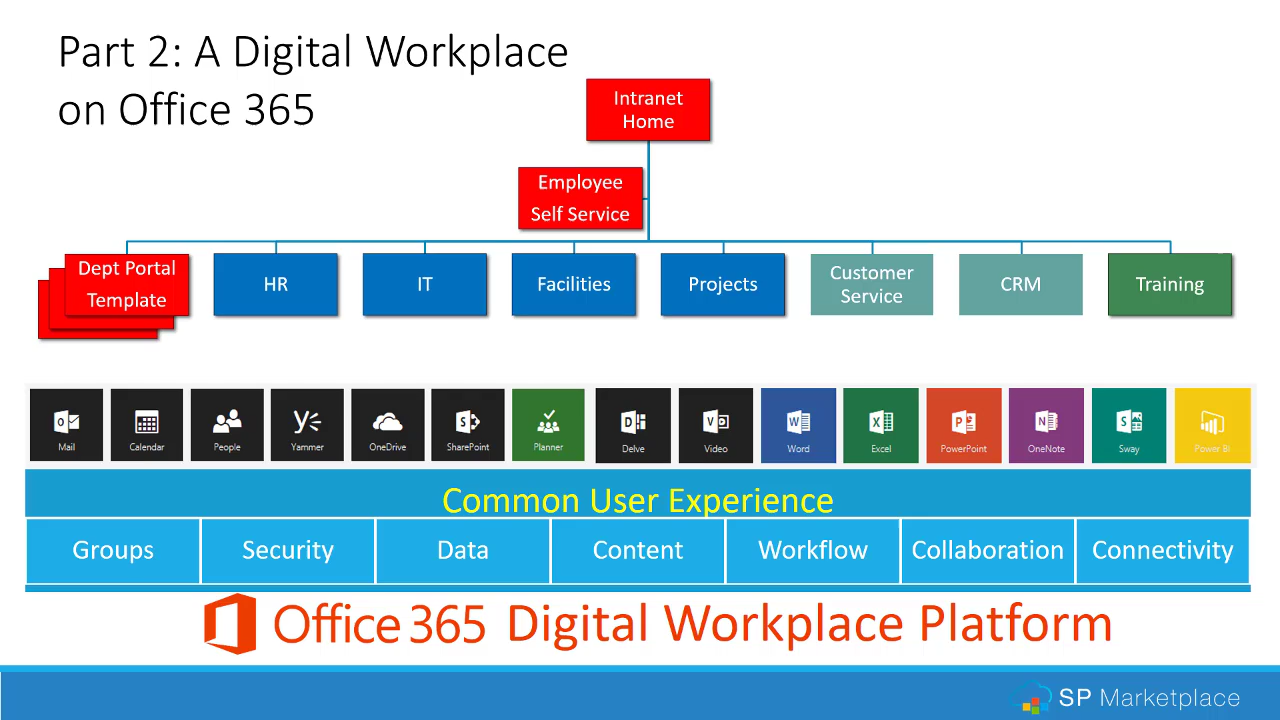 Part 2: A Digital Workplace
on Office 365
Intranet
Home
Employee
Self Service
Dept Portal
Template
HR
IT
Facilities
Projects
Customer
Service
CRM
Training
Mail
Calendar
People
Yammer
OneDrive
SharePoint
Planner
Delve
Video
Word
Excel
PowerPoint
OneNote
Sway
Power BI
Common User Experience
Groups
Security
Data
Content
Workflow
Collaboration
Connectivity
Office 365 Digital Workplace Platform
SP Marketplace